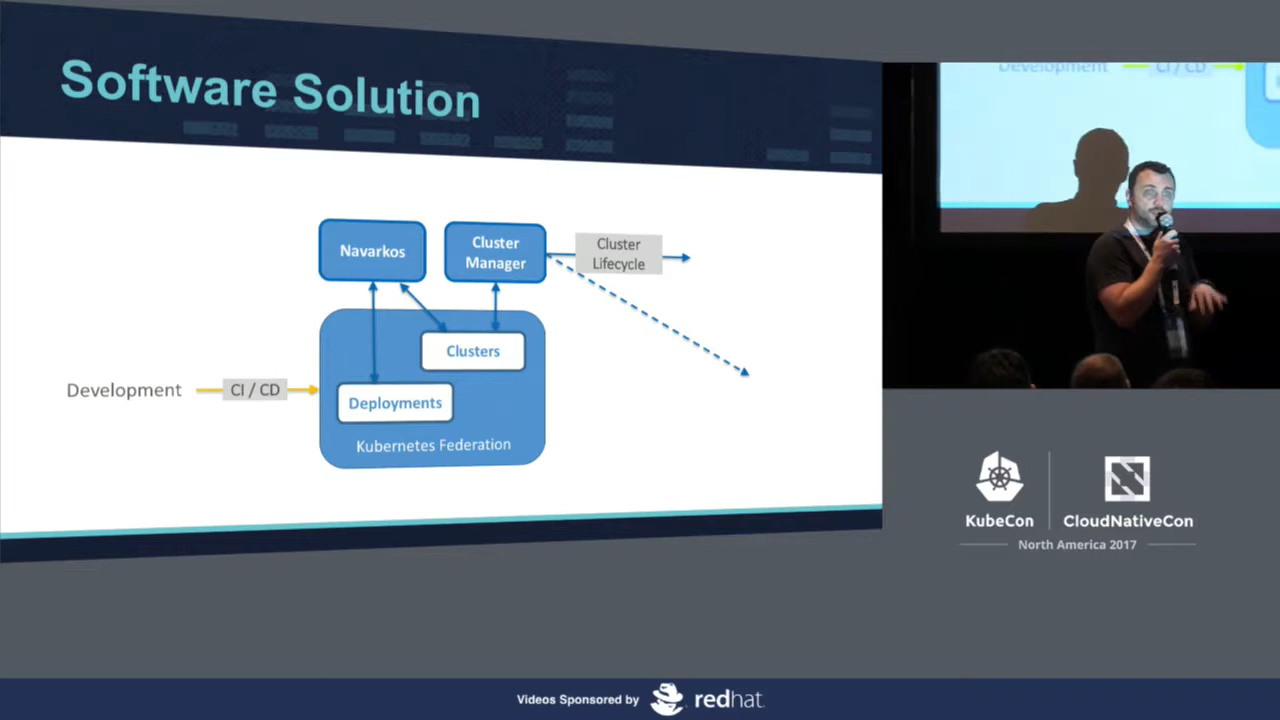 Software Solution
Navarkos
Cluster
Manager
Cluster
Lifecycle
Clusters
Development
CI / CD
Deployments
Kubernetes Federation
Development
CI / CD
KubeCon
CloudNativeCon
North America 2017
Videos Sponsored by
redhat